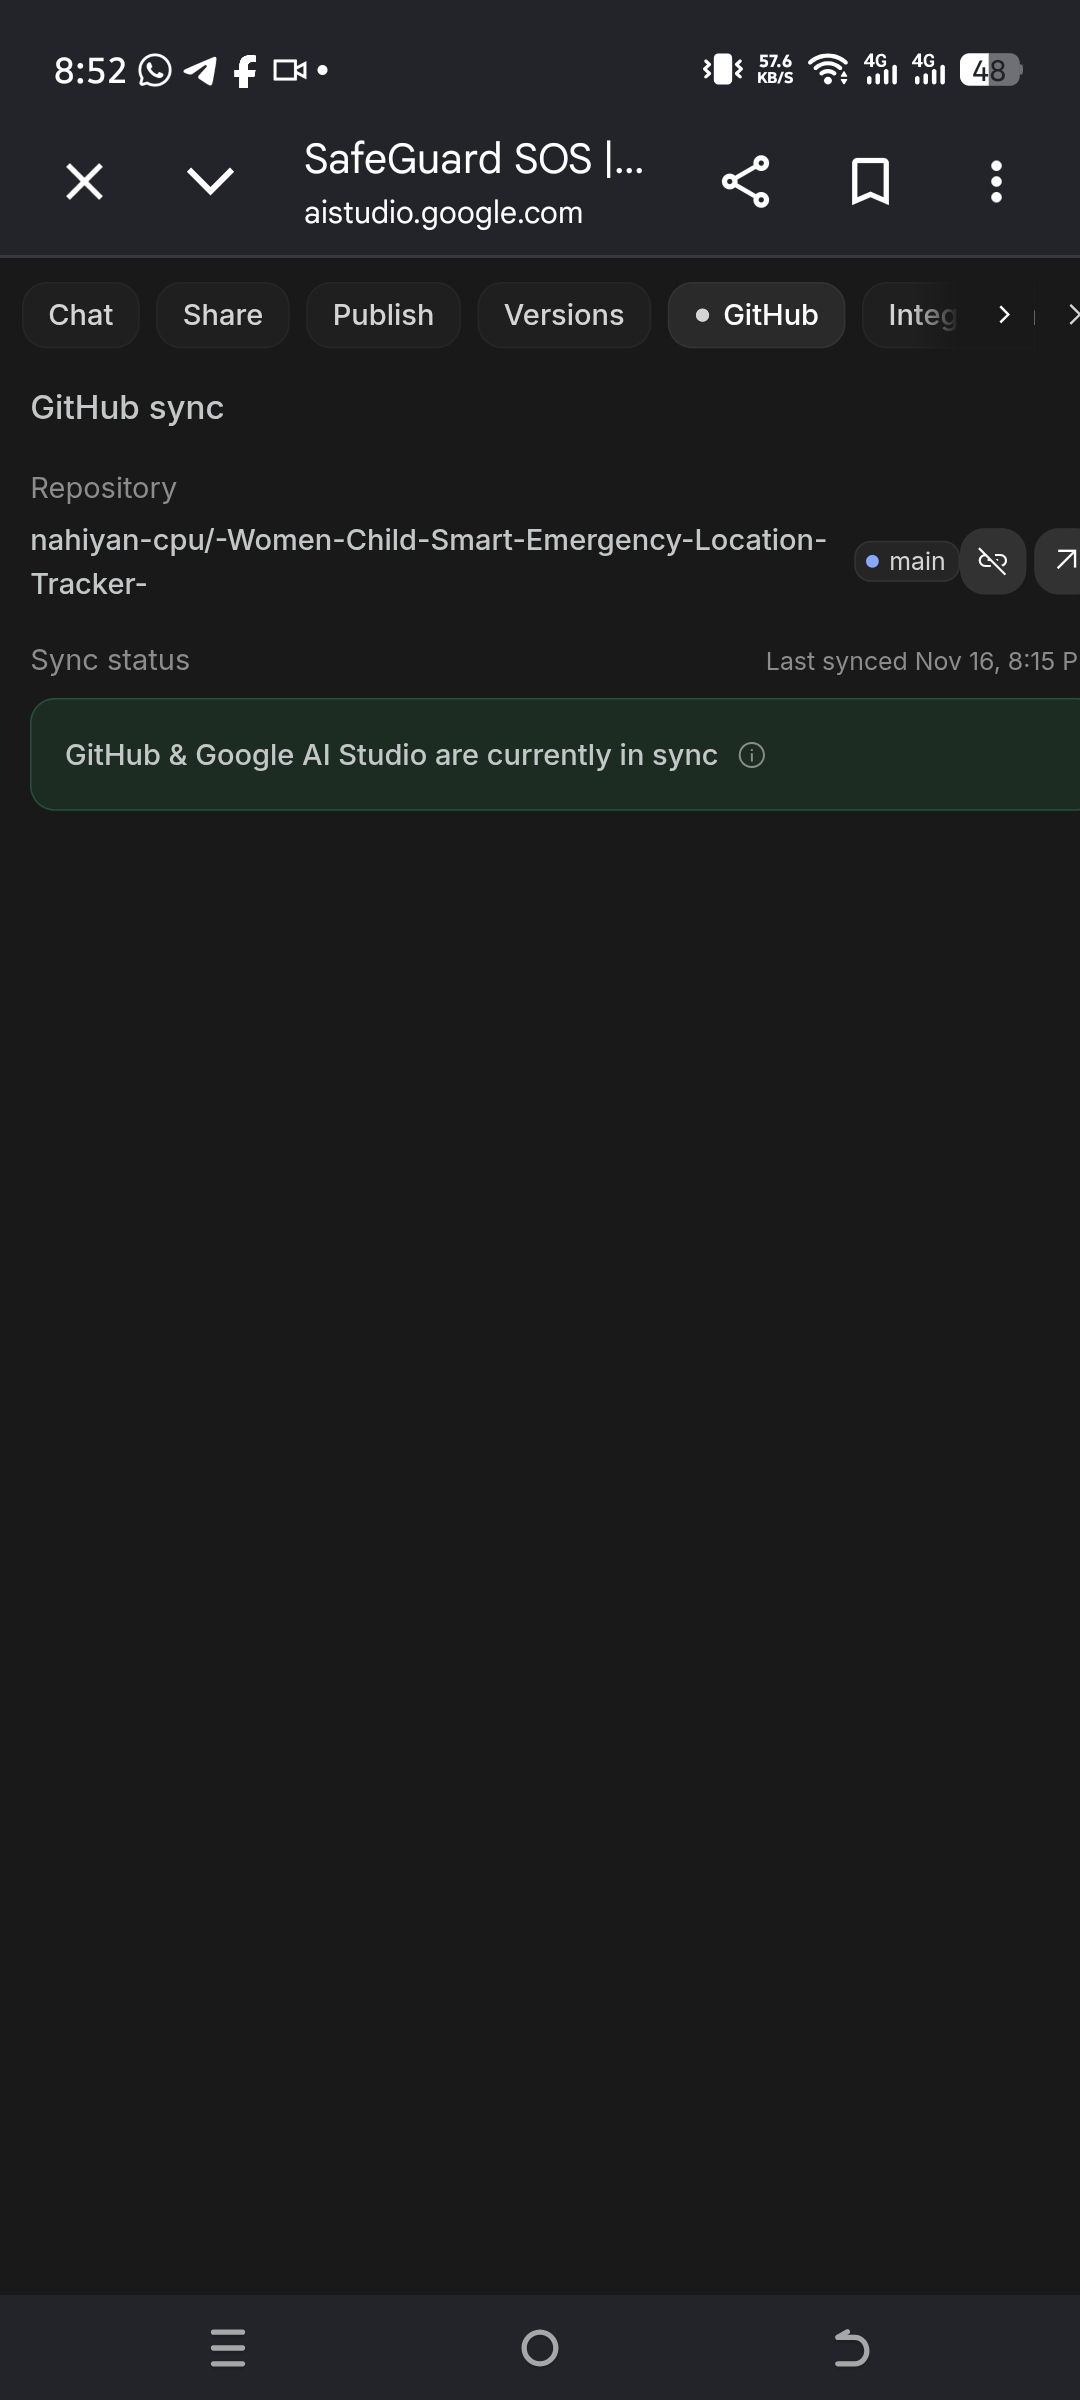 8:52
57.6
KB/S
4G
4G
48
SafeGuard SOS |...
aistudio.google.com
Chat
Share
Publish
Versions
GitHub
Integ
GitHub sync
Repository
nahiyan-cpu/-Women-Child-Smart-Emergency-Location-
Tracker-
main
Sync status
Last synced Nov 16, 8:15 P
GitHub & Google AI Studio are currently in sync